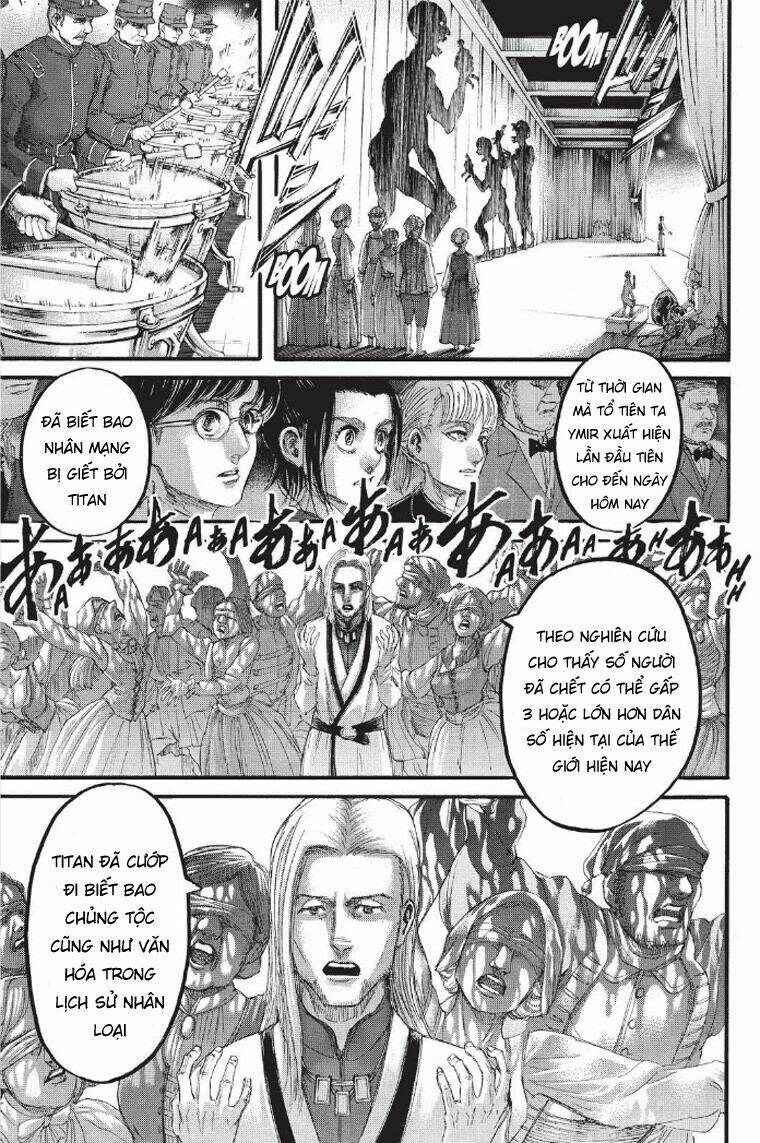 BOOM
BOOM
TỪ THỜI GIAN
MÀ TỔ TIÊN TA
YMIR XUẤT HIỆN
LẦN ĐẦU TIÊN
CHO ĐẾN NGÀY
HÔM NAY
ĐÃ BIẾT BAO
NHÂN MẠNG
BỊ GIẾT BỞI
TITAN
THEO NGHIÊN CỨU
CHO THẤY SỐ NGƯỜI
ĐÃ CHẾT CÓ THỂ GẤP
3 HOẶC LỚN HƠN DÂN
SỐ HIỆN TẠI CỦA THẾ
GIỚI HIỆN NAY
TITAN ĐÃ CƯỚP
ĐI BIẾT BAO
CHỦNG TỘC
CŨNG NHƯ VĂN
HÓA TRONG
LỊCH SỬ NHÂN
LOẠI